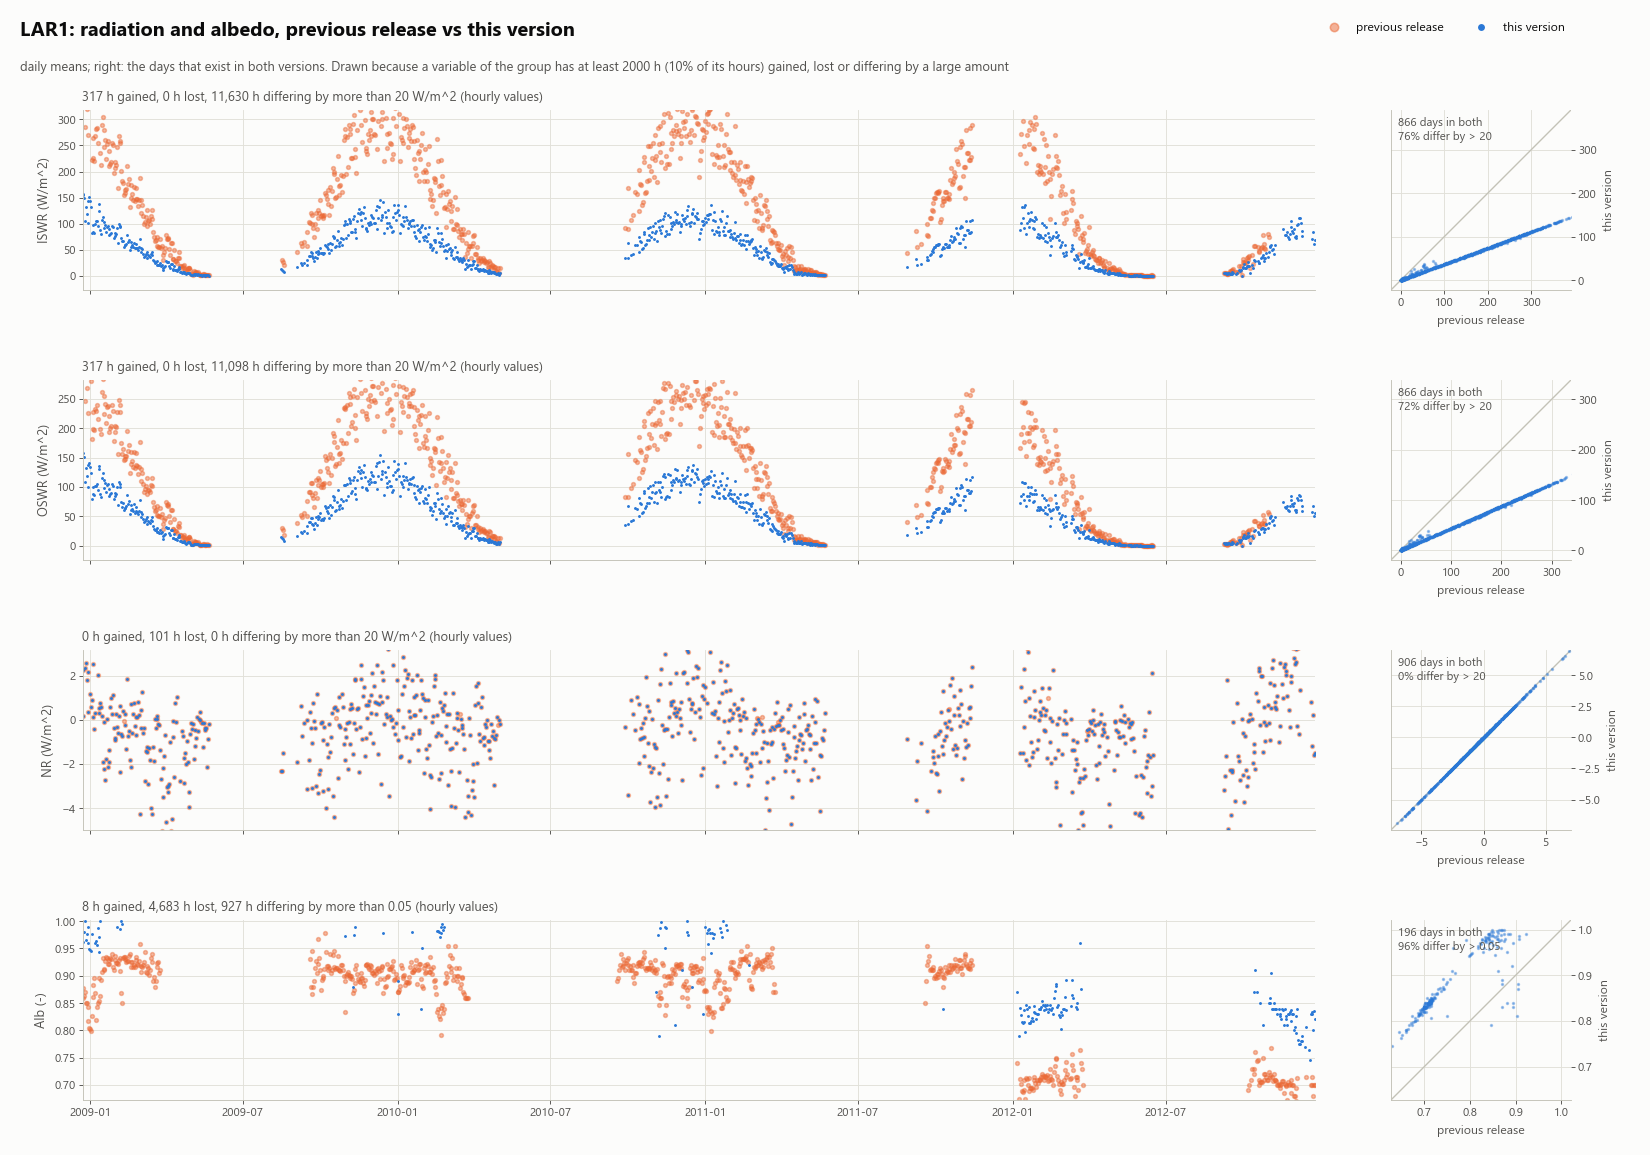 LAR1: radiation and albedo, previous release vs this version
previous release
this version
daily means; right: the days that exist in both versions. Drawn because a variable of the group has at least 2000 h (10% of its hours) gained, lost or differing by a large amount
317 h gained, 0 h lost, 11,630 h differing by more than 20 W/m^2 (hourly values)
ISWR (W/m^2)
300
250
200
150
100
50
0
866 days in both
76% differ by > 20
300
200
100
0
this version
0 100 200 300
previous release
317 h gained, 0 h lost, 11,098 h differing by more than 20 W/m^2 (hourly values)
OSWR (W/m^2)
250
200
150
100
50
0
866 days in both
72% differ by > 20
300
200
100
0
this version
0 100 200 300
previous release
0 h gained, 101 h lost, 0 h differing by more than 20 W/m^2 (hourly values)
NR (W/m^2)
2
0
−2
−4
906 days in both
0% differ by > 20
5.0
2.5
0.0
−2.5
−5.0
this version
−5 0 5
previous release
8 h gained, 4,683 h lost, 927 h differing by more than 0.05 (hourly values)
Alb (-)
1.00
0.95
0.90
0.85
0.80
0.75
0.70
2009-01 2009-07 2010-01 2010-07 2011-01 2011-07 2012-01 2012-07
196 days in both
96% differ by > 0.05
1.0
0.9
0.8
0.7
this version
0.7 0.8 0.9 1.0
previous release